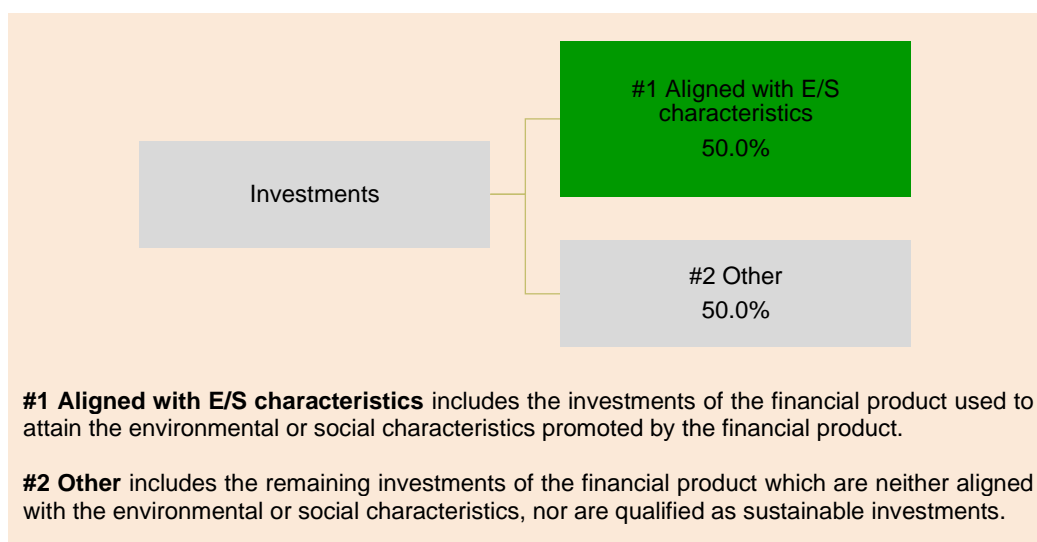 #1 Aligned with E/S
characteristics
50.0%
Investments
#2 Other
50.0%
#1 Aligned with E/S characteristics includes the investments of the financial product used to
attain the environmental or social characteristics promoted by the financial product.
#2 Other includes the remaining investments of the financial product which are neither aligned
with the environmental or social characteristics, nor are qualified as sustainable investments.